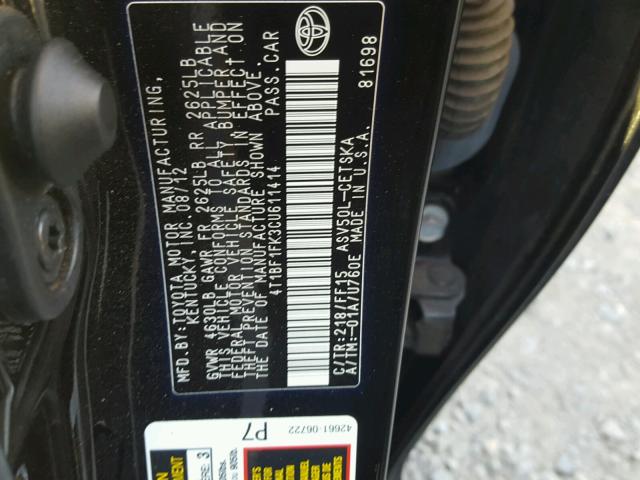 MFD.BY:TOYOTA MOTOR MANUFACTURING,
KENTUCKY, INC. 08/12
GVWR 4630LB GAWR FR 2625LB RR 2625LB
THIS VEHICLE CONFORMS TO ALL APPLICABLE
FEDERAL MOTOR VEHICLE SAFETY, BUMPER AND
THEFT PREVENTION STANDARDS IN EFFECT ON
THE DATE OF MANUFACTURE SHOWN ABOVE.
4T1BF1FK3CU611414 PASS. CAR
C/TR:218/FF15 ASV50L-CETSKA
A/TM:-01A/U760E MADE IN U.S.A.
81698
TOYOTA
42661-06722
P7